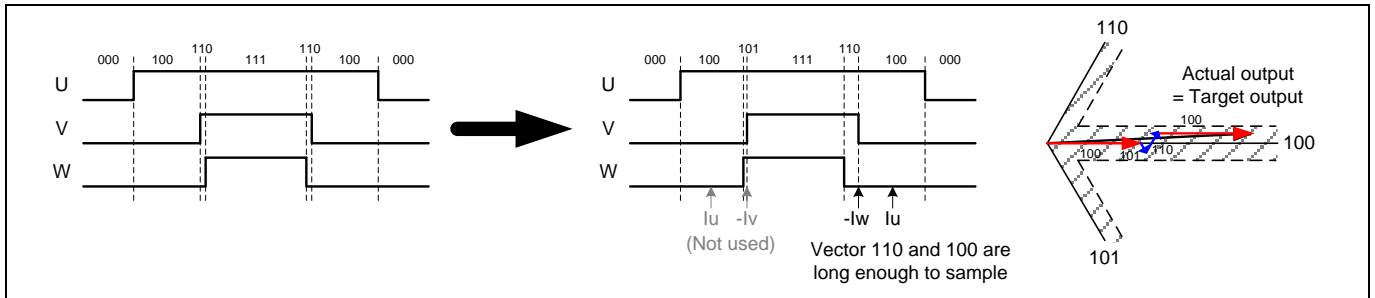 110 110
000 100 111 100 000
U
V
W
101 110
000 100 111 100 000
U
V
W
Iu -Iv
(Not used)
-Iw Iu
Vector 110 and 100 are
long enough to sample
110
Actual output
= Target output
100
100
100 101 110
101